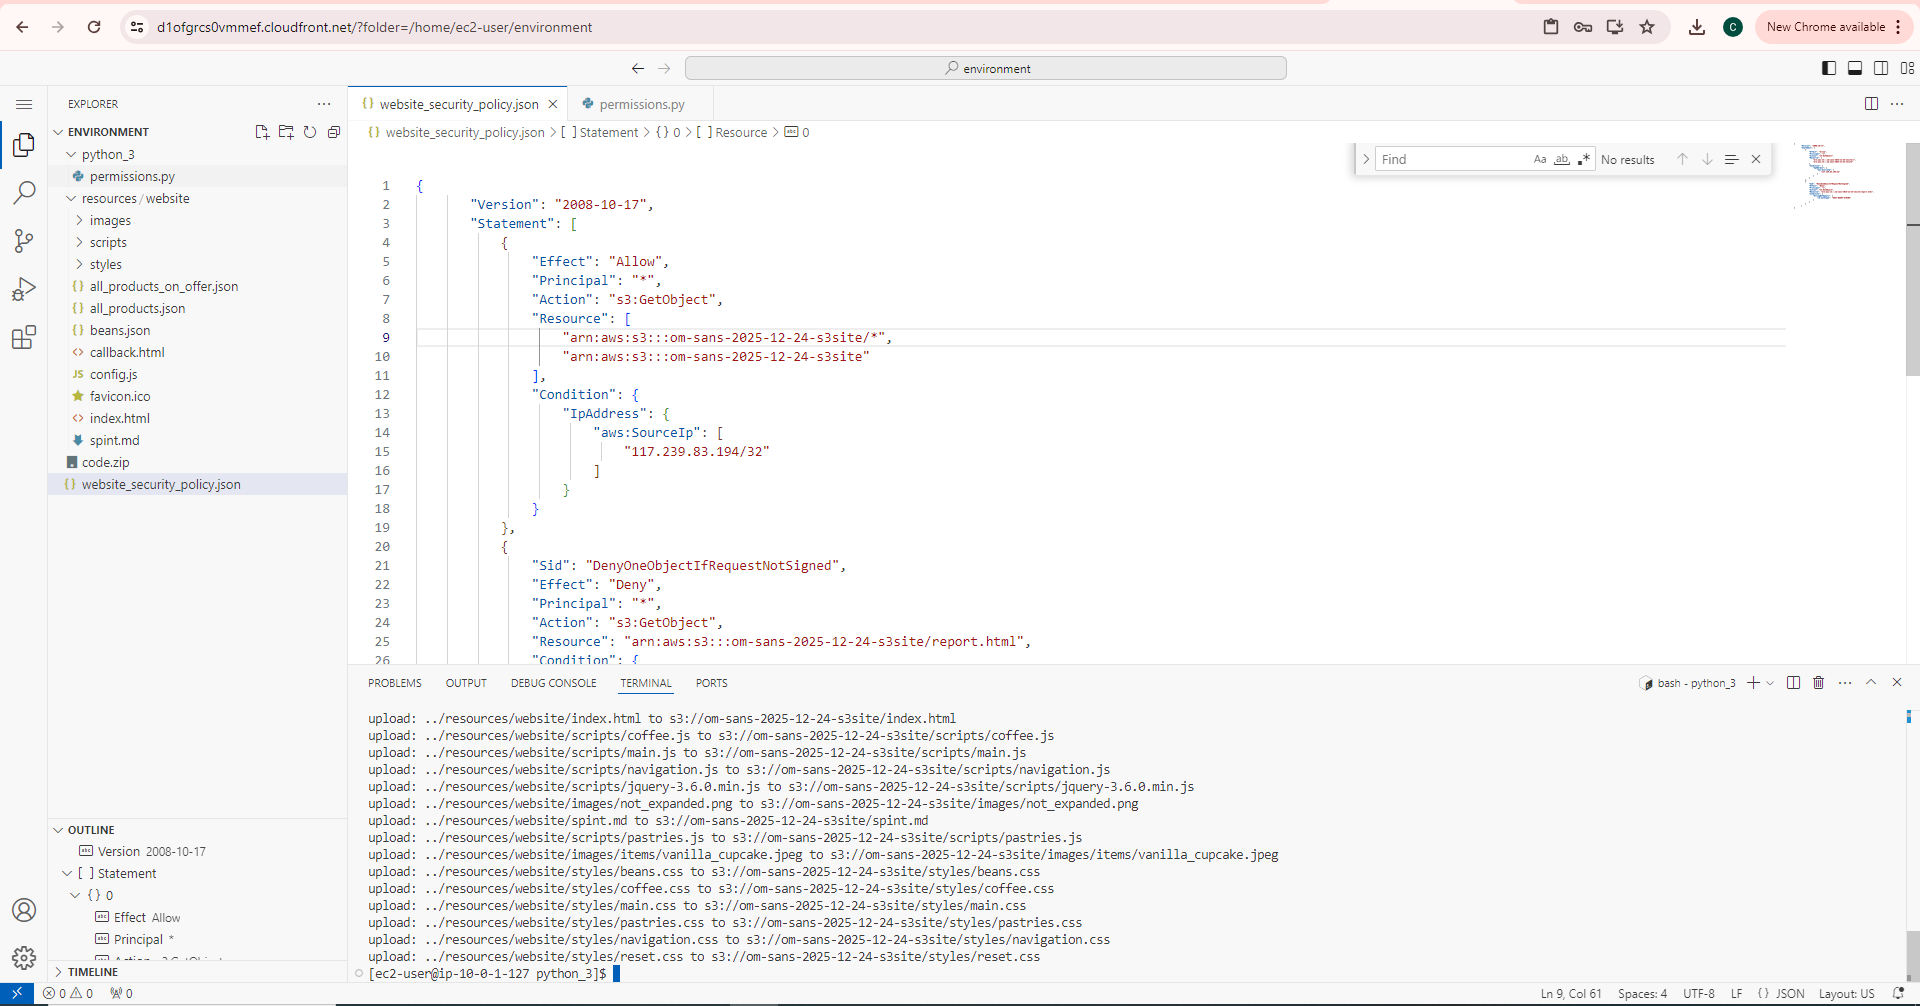 d1ofgrcs0vmmef.cloudfront.net/?folder=/home/ec2-user/environment
C
New Chrome available
environment
EXPLORER
ENVIRONMENT
python_3
permissions.py
resources / website
images
scripts
styles
{} all_products_on_offer.json
{} all_products.json
{} beans.json
<> callback.html
JS config.js
favicon.ico
<> index.html
spint.md
code.zip
{} website_security_policy.json
OUTLINE
abc Version 2008-10-17
[ ] Statement
{} 0
abc Effect Allow
abc Principal *
TIMELINE
{} website_security_policy.json
permissions.py
{} website_security_policy.json > [ ] Statement > {} 0 > [ ] Resource > abc 0
Find
Aa ab .*
No results
1 {
2 "Version": "2008-10-17",
3 "Statement": [
4 {
5 "Effect": "Allow",
6 "Principal": "*",
7 "Action": "s3:GetObject",
8 "Resource": [
9 "arn:aws:s3:::om-sans-2025-12-24-s3site/*",
10 "arn:aws:s3:::om-sans-2025-12-24-s3site"
11 ],
12 "Condition": {
13 "IpAddress": {
14 "aws:SourceIp": [
15 "117.239.83.194/32"
16 ]
17 }
18 }
19 },
20 {
21 "Sid": "DenyOneObjectIfRequestNotSigned",
22 "Effect": "Deny",
23 "Principal": "*",
24 "Action": "s3:GetObject",
25 "Resource": "arn:aws:s3:::om-sans-2025-12-24-s3site/report.html",
26 "Condition": {
PROBLEMS OUTPUT DEBUG CONSOLE TERMINAL PORTS
bash - python_3
upload: ../resources/website/index.html to s3://om-sans-2025-12-24-s3site/index.html
upload: ../resources/website/scripts/coffee.js to s3://om-sans-2025-12-24-s3site/scripts/coffee.js
upload: ../resources/website/scripts/main.js to s3://om-sans-2025-12-24-s3site/scripts/main.js
upload: ../resources/website/scripts/navigation.js to s3://om-sans-2025-12-24-s3site/scripts/navigation.js
upload: ../resources/website/scripts/jquery-3.6.0.min.js to s3://om-sans-2025-12-24-s3site/scripts/jquery-3.6.0.min.js
upload: ../resources/website/images/not_expanded.png to s3://om-sans-2025-12-24-s3site/images/not_expanded.png
upload: ../resources/website/spint.md to s3://om-sans-2025-12-24-s3site/spint.md
upload: ../resources/website/scripts/pastries.js to s3://om-sans-2025-12-24-s3site/scripts/pastries.js
upload: ../resources/website/images/items/vanilla_cupcake.jpeg to s3://om-sans-2025-12-24-s3site/images/items/vanilla_cupcake.jpeg
upload: ../resources/website/styles/beans.css to s3://om-sans-2025-12-24-s3site/styles/beans.css
upload: ../resources/website/styles/coffee.css to s3://om-sans-2025-12-24-s3site/styles/coffee.css
upload: ../resources/website/styles/main.css to s3://om-sans-2025-12-24-s3site/styles/main.css
upload: ../resources/website/styles/pastries.css to s3://om-sans-2025-12-24-s3site/styles/pastries.css
upload: ../resources/website/styles/navigation.css to s3://om-sans-2025-12-24-s3site/styles/navigation.css
upload: ../resources/website/styles/reset.css to s3://om-sans-2025-12-24-s3site/styles/reset.css
[ec2-user@ip-10-0-1-127 python_3]$
0 0 0
Ln 9, Col 61 Spaces: 4 UTF-8 LF {} JSON Layout: US